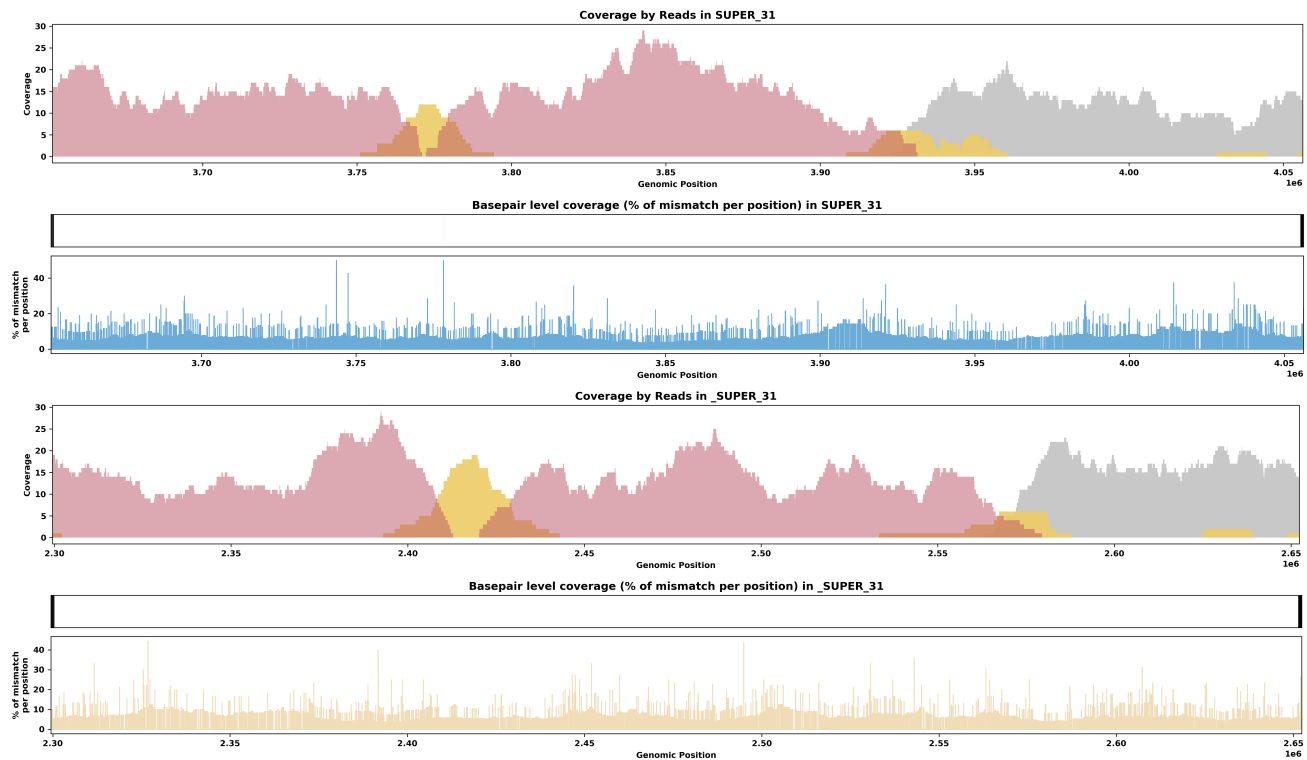 Coverage by Reads in SUPER_31
30
25
20
15
10
5
0
Coverage
3.70 3.75 3.80 3.85 3.90 3.95 4.00 4.05
1e6
Genomic Position
Basepair level coverage (% of mismatch per position) in SUPER_31
40
20
0
% of mismatch
per position
3.70 3.75 3.80 3.85 3.90 3.95 4.00 4.05
1e6
Genomic Position
Coverage by Reads in _SUPER_31
30
25
20
15
10
5
0
Coverage
2.30 2.35 2.40 2.45 2.50 2.55 2.60 2.65
1e6
Genomic Position
Basepair level coverage (% of mismatch per position) in _SUPER_31
40
30
20
10
0
% of mismatch
per position
2.30 2.35 2.40 2.45 2.50 2.55 2.60 2.65
1e6
Genomic Position